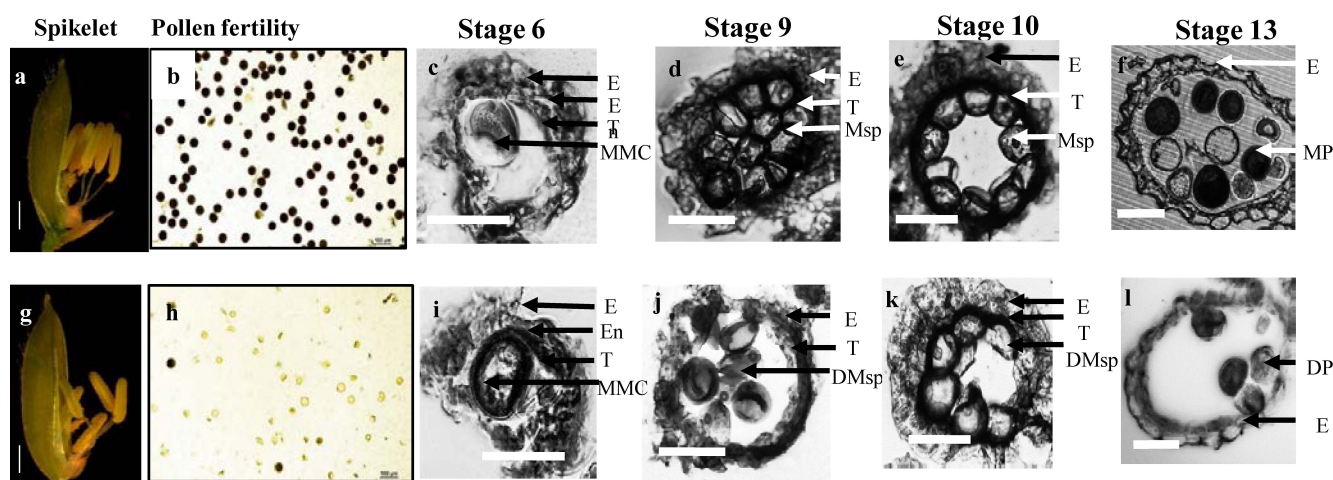 Spikelet Pollen fertility Stage 6 Stage 9 Stage 10 Stage 13
a
b
c
E
E
T
n
MMC
d
E
T
Msp
e
E
T
Msp
f
E
MP
g
h
i
E
En
T
MMC
j
E
T
DMsp
k
E
T
DMsp
l
DP
E